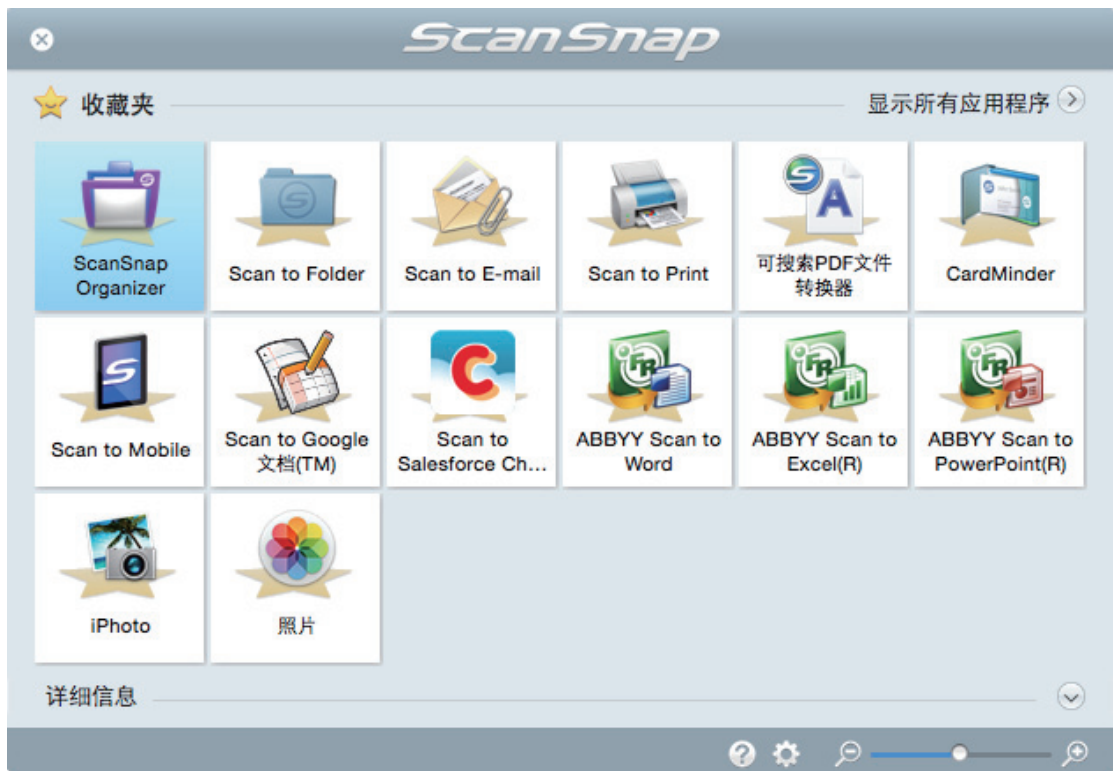 ScanSnap
收藏夹
显示所有应用程序
ScanSnap
Organizer
Scan to Folder
Scan to E-mail
Scan to Print
可搜索PDF文件
转换器
CardMinder
Scan to Mobile
Scan to Google
文档(TM)
Scan to
Salesforce Ch...
ABBYY Scan to
Word
ABBYY Scan to
Excel(R)
ABBYY Scan to
PowerPoint(R)
iPhoto
照片
详细信息